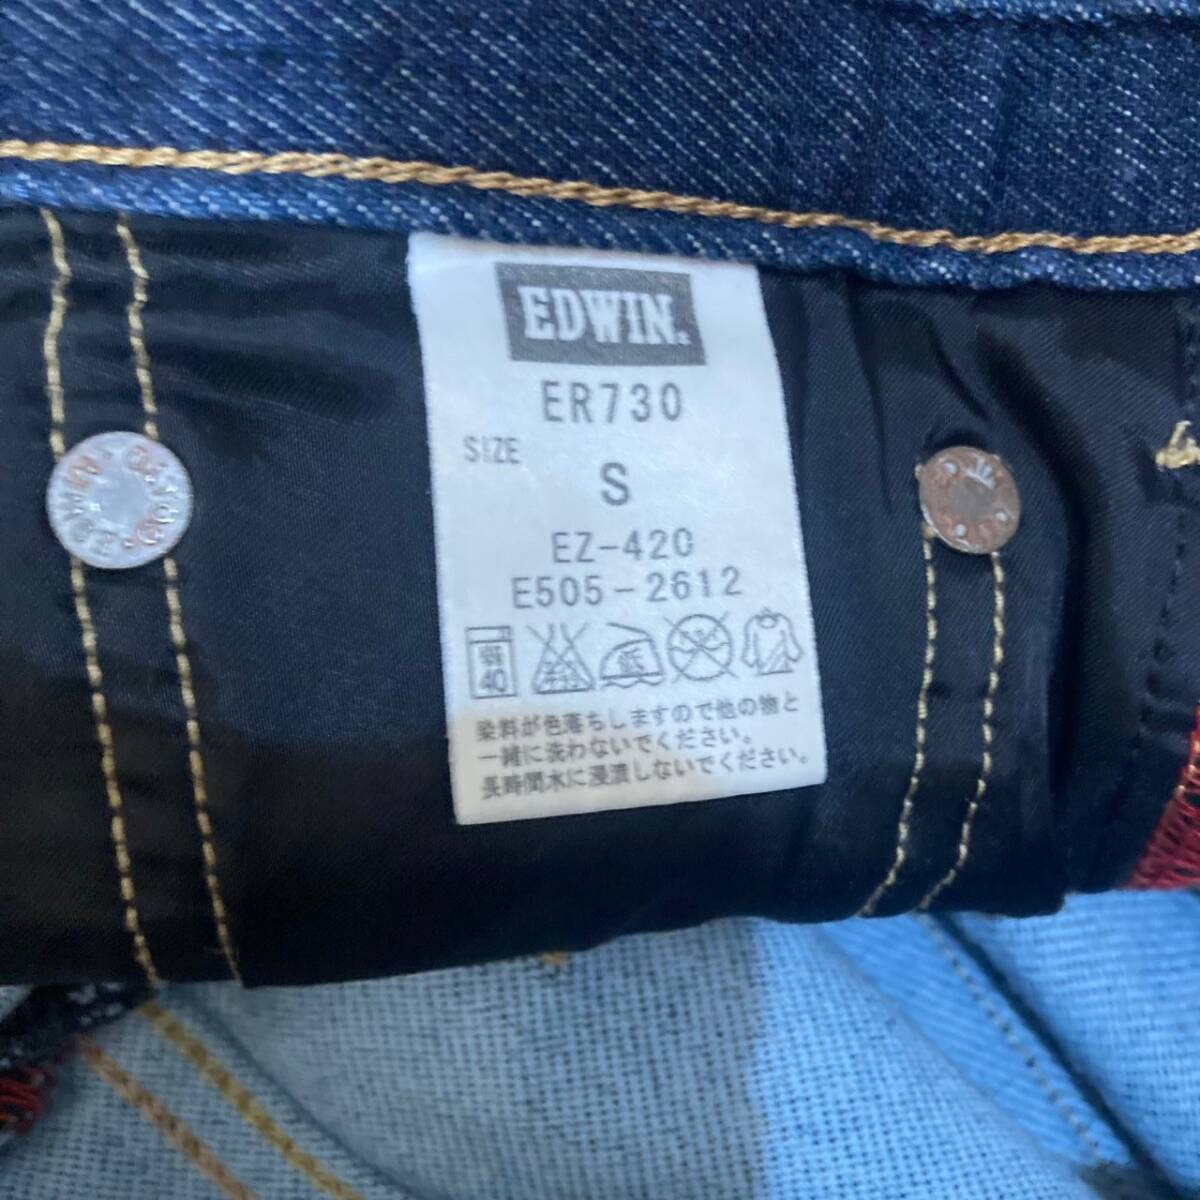 EDWIN
ER730
SIZE
S
EZ-420
E505-2612
弱
40
低
染料が色落ちしますので他の物と
一緒に洗わないでください。
長時間水に浸漬しないでください。